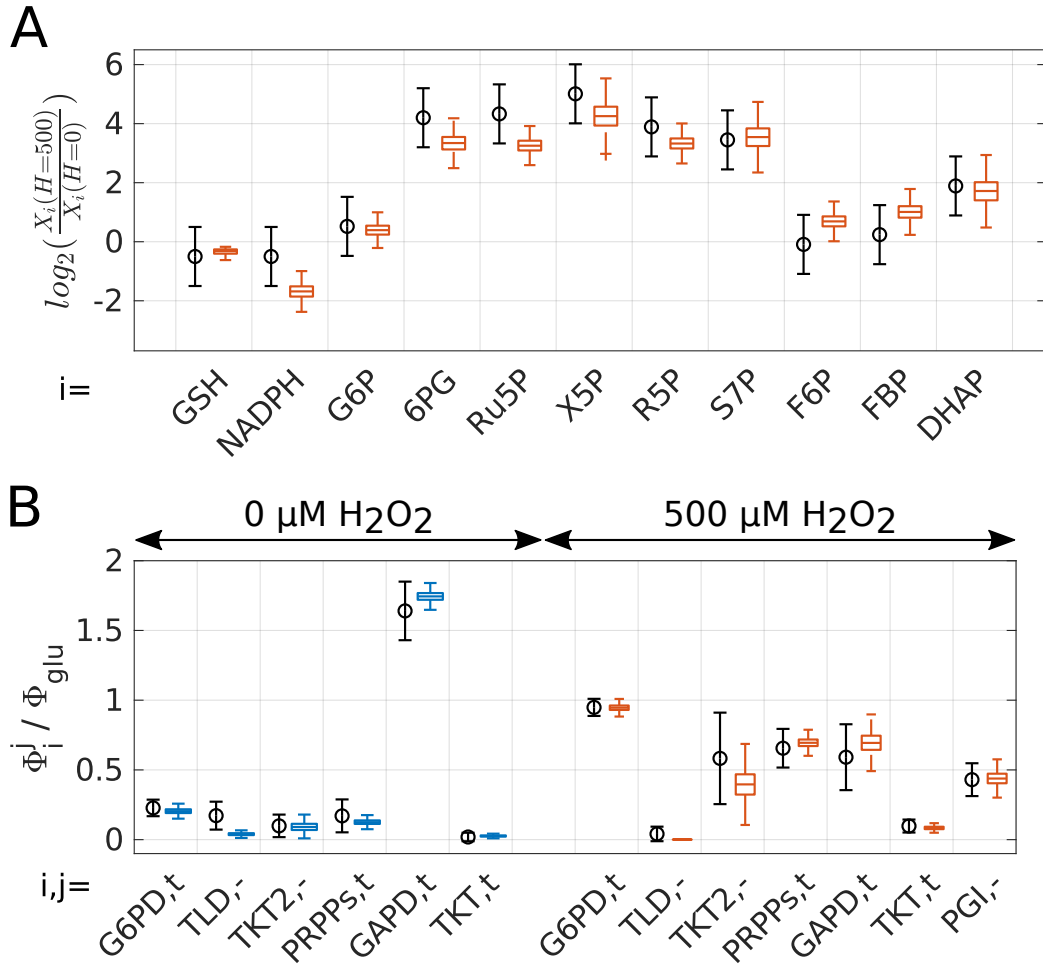 A
log2(Xi(H=500)/Xi(H=0))
6
4
2
0
-2
i=
GSH
NADPH
G6P
6PG
Ru5P
X5P
R5P
S7P
F6P
FBP
DHAP
B
0 µM H2O2
500 µM H2O2
Φi^j / Φglu
2
1.5
1
0.5
0
i,j=
G6PD,t
TLD,-
TKT2,-
PRPPs,t
GAPD,t
TKT,t
G6PD,t
TLD,-
TKT2,-
PRPPs,t
GAPD,t
TKT,t
PGI,-